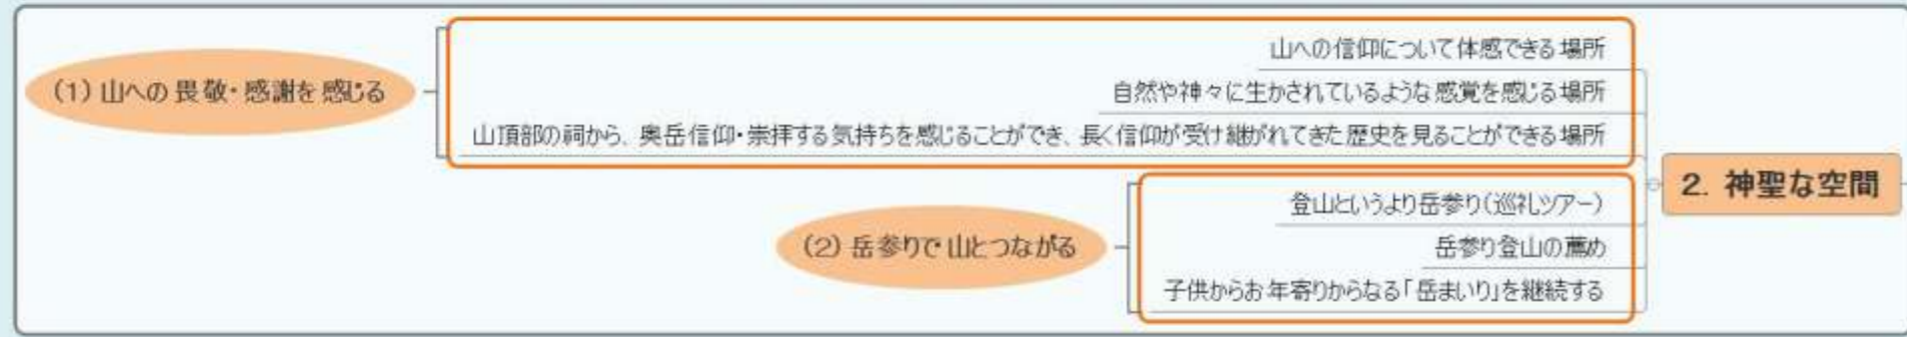 (1)山への畏敬・感謝を感じる
山への信仰について体感できる場所
自然や神々に生かされているような感覚を感じる場所
山頂部の祠から、奥岳信仰・崇拝する気持ちを感じることができ、長く信仰が受け継がれてきた歴史を見ることができる場所
2. 神聖な空間
登山というより岳参り(巡礼ツアー)
(2)岳参りで山とつながる
岳参り登山の薦め
子供からお年寄りからなる「岳まいり」を継続する